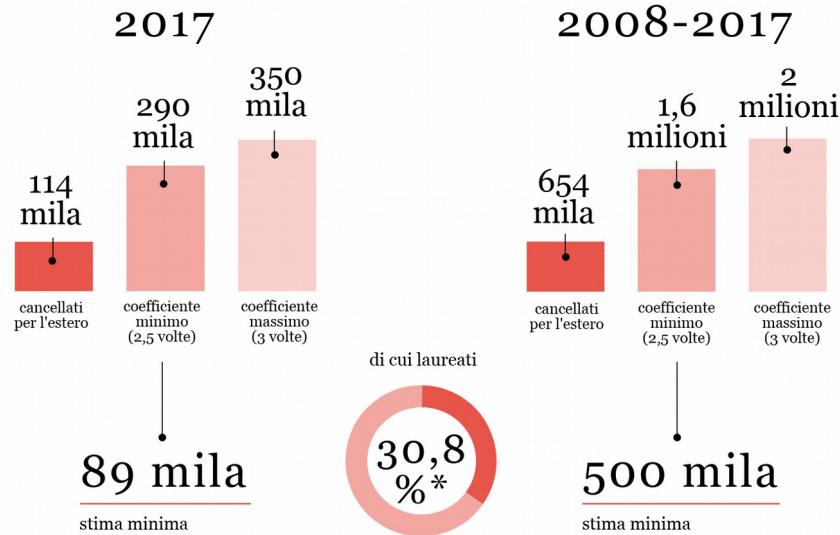 2017
114
mila
290
mila
350
mila
cancellati
per l'estero
coefficiente
minimo
(2,5 volte)
coefficiente
massimo
(3 volte)
89 mila
stima minima
di cui laureati
30,8
%*
2008-2017
654
mila
1,6
milioni
2
milioni
cancellati
per l'estero
coefficiente
minimo
(2,5 volte)
coefficiente
massimo
(3 volte)
500 mila
stima minima